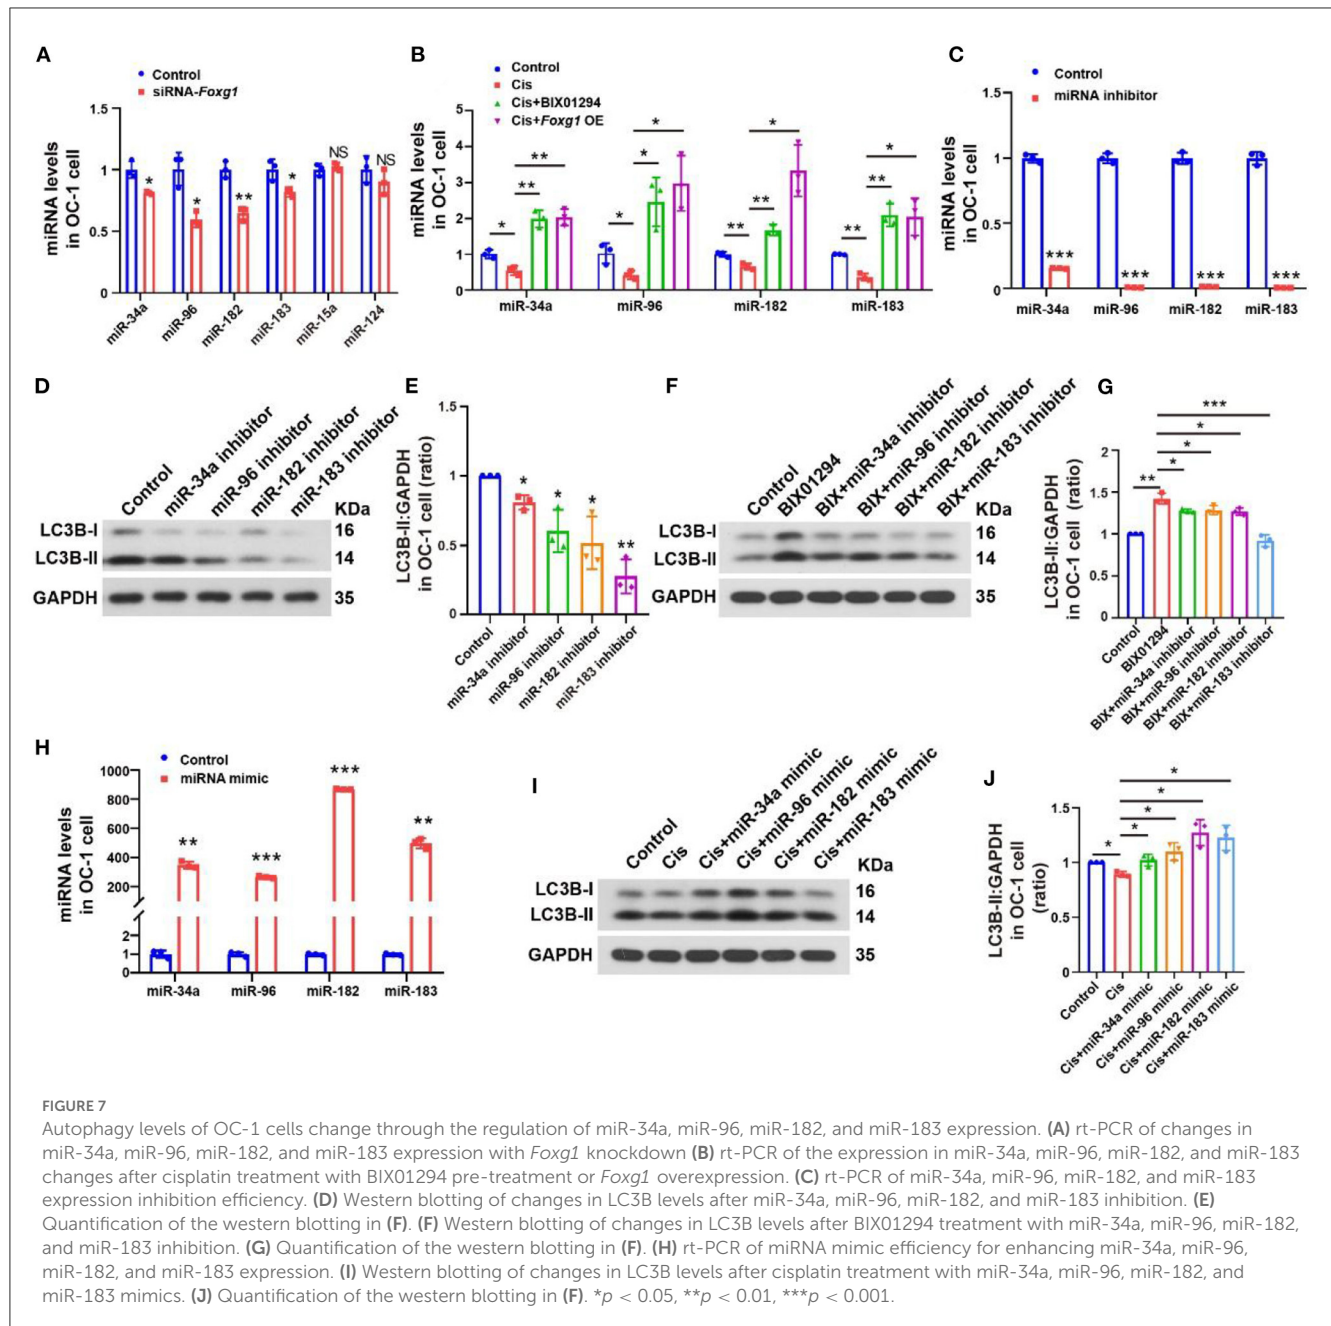 A
Control
siRNA-Foxg1
miRNA levels
in OC-1 cell
1.5
1
0.5
0
* * ** * NS NS
miR-34a
miR-96
miR-182
miR-183
miR-15a
miR-124
B
Control
Cis
Cis+BIX01294
Cis+Foxg1 OE
miRNA levels
in OC-1 cell
5
4
3
2
1
0
* ** **
* * *
** ** *
** ** *
miR-34a
miR-96
miR-182
miR-183
C
Control
miRNA inhibitor
miRNA levels
in OC-1 cell
1.5
1
0.5
0
*** *** *** ***
miR-34a
miR-96
miR-182
miR-183
D
Control
miR-34a inhibitor
miR-96 inhibitor
miR-182 inhibitor
miR-183 inhibitor
KDa
LC3B-I 16
LC3B-II 14
GAPDH 35
E
LC3B-II:GAPDH
in OC-1 cell (ratio)
1.5
1
0.5
0
* * * **
Control
miR-34a inhibitor
miR-96 inhibitor
miR-182 inhibitor
miR-183 inhibitor
F
Control
BIX01294
BIX+miR-34a inhibitor
BIX+miR-96 inhibitor
BIX+miR-182 inhibitor
BIX+miR-183 inhibitor
KDa
LC3B-I 16
LC3B-II 14
GAPDH 35
G
LC3B-II:GAPDH
in OC-1 cell (ratio)
2
1.5
1
0.5
0
***
*
*
** *
Control
BIX01294
BIX+miR-34a inhibitor
BIX+miR-96 inhibitor
BIX+miR-182 inhibitor
BIX+miR-183 inhibitor
H
Control
miRNA mimic
miRNA levels
in OC-1 cell
1000
800
600
400
200
2
1
0
** *** *** **
miR-34a
miR-96
miR-182
miR-183
I
Control
Cis
Cis+miR-34a mimic
Cis+miR-96 mimic
Cis+miR-182 mimic
Cis+miR-183 mimic
KDa
LC3B-I 16
LC3B-II 14
GAPDH 35
J
LC3B-II:GAPDH
in OC-1 cell
(ratio)
1.5
1
0.5
0
*
*
*
* *
Control
Cis
Cis+miR-34a mimic
Cis+miR-96 mimic
Cis+miR-182 mimic
Cis+miR-183 mimic
FIGURE 7
Autophagy levels of OC-1 cells change through the regulation of miR-34a, miR-96, miR-182, and miR-183 expression. (A) rt-PCR of changes in
miR-34a, miR-96, miR-182, and miR-183 expression with Foxg1 knockdown (B) rt-PCR of the expression in miR-34a, miR-96, miR-182, and miR-183
changes after cisplatin treatment with BIX01294 pre-treatment or Foxg1 overexpression. (C) rt-PCR of miR-34a, miR-96, miR-182, and miR-183
expression inhibition efficiency. (D) Western blotting of changes in LC3B levels after miR-34a, miR-96, miR-182, and miR-183 inhibition. (E)
Quantification of the western blotting in (F). (F) Western blotting of changes in LC3B levels after BIX01294 treatment with miR-34a, miR-96, miR-182,
and miR-183 inhibition. (G) Quantification of the western blotting in (F). (H) rt-PCR of miRNA mimic efficiency for enhancing miR-34a, miR-96,
miR-182, and miR-183 expression. (I) Western blotting of changes in LC3B levels after cisplatin treatment with miR-34a, miR-96, miR-182, and
miR-183 mimics. (J) Quantification of the western blotting in (F). *p < 0.05, **p < 0.01, ***p < 0.001.